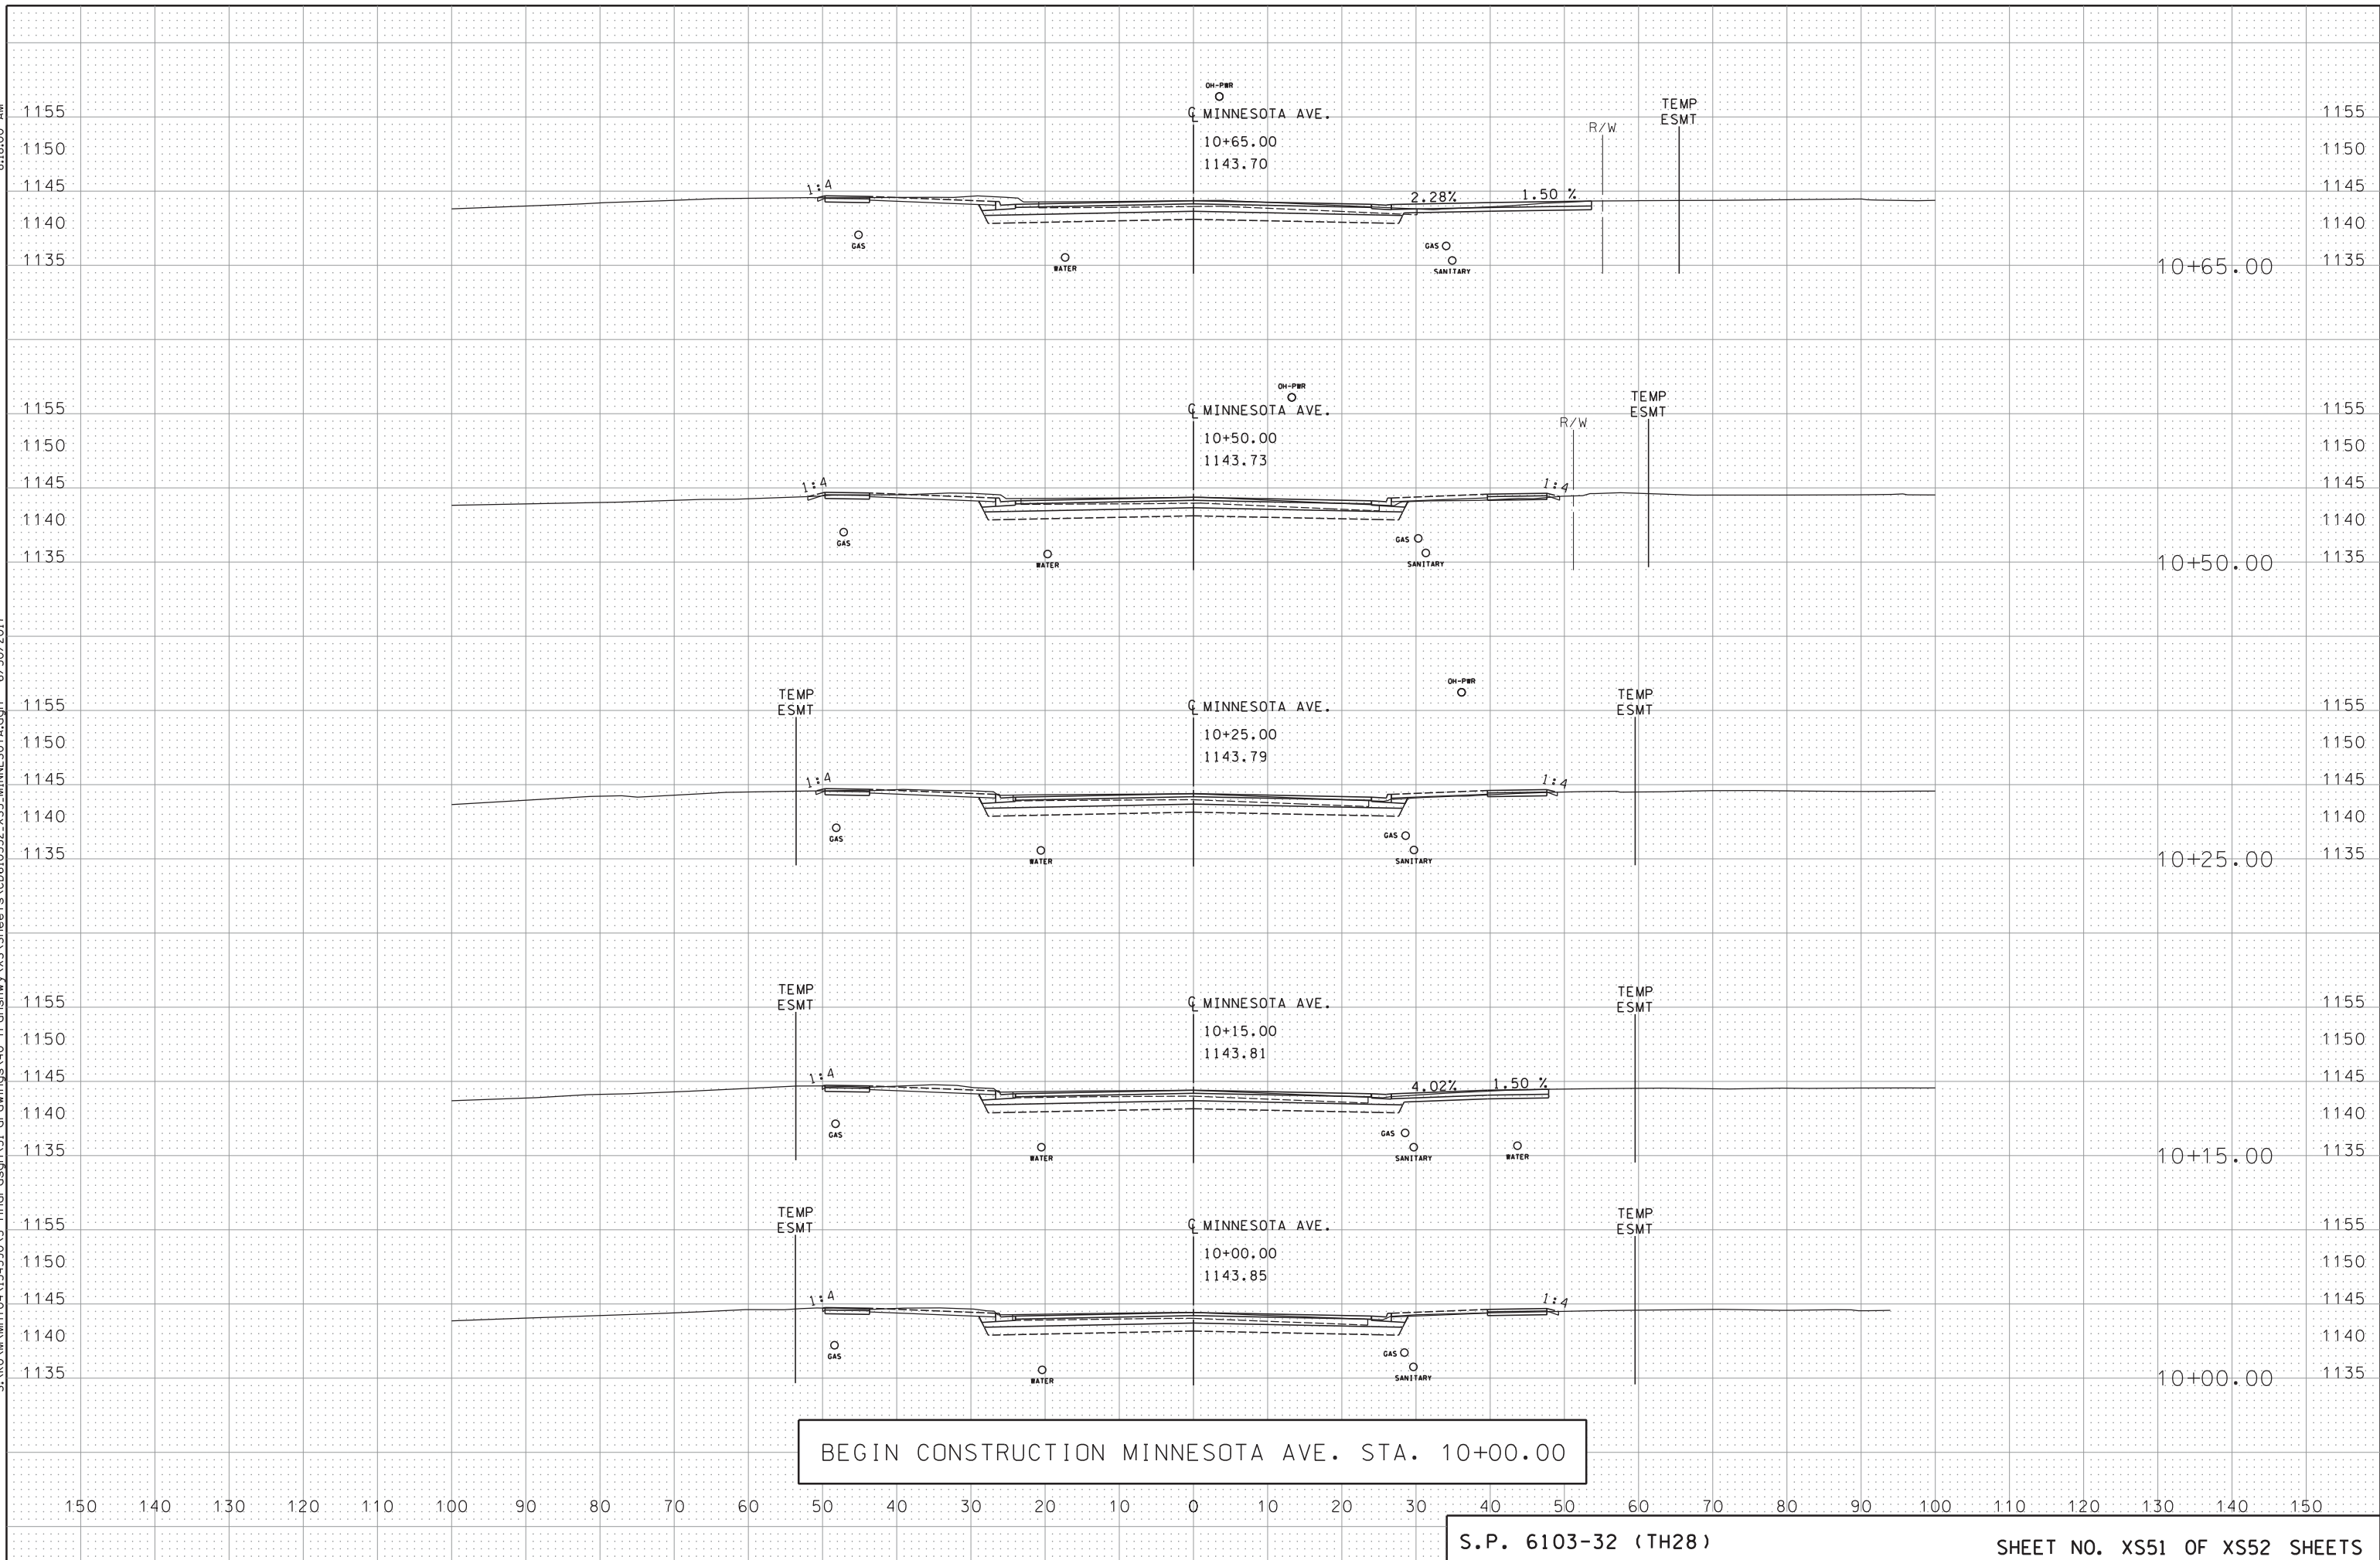 OH-PWR
℄ MINNESOTA AVE.
10+65.00
1143.70
TEMP
ESMT
R/W
1155 1155
1150 1150
1145 1145
1140 1140
1135 1135
1:4
2.28% 1.50 %
GAS
WATER
GAS
SANITARY
10+65.00
OH-PWR
℄ MINNESOTA AVE.
10+50.00
1143.73
TEMP
ESMT
R/W
1155 1155
1150 1150
1145 1145
1140 1140
1135 1135
1:4 1:4
GAS
WATER
GAS
SANITARY
10+50.00
OH-PWR
TEMP
ESMT
℄ MINNESOTA AVE.
10+25.00
1143.79
TEMP
ESMT
1155 1155
1150 1150
1145 1145
1140 1140
1135 1135
1:4 1:4
GAS
WATER
GAS
SANITARY
10+25.00
TEMP
ESMT
℄ MINNESOTA AVE.
10+15.00
1143.81
TEMP
ESMT
1155 1155
1150 1150
1145 1145
1140 1140
1135 1135
1:4
4.02% 1.50 %
GAS
WATER
GAS
SANITARY
WATER
10+15.00
TEMP
ESMT
℄ MINNESOTA AVE.
10+00.00
1143.85
TEMP
ESMT
1155 1155
1150 1150
1145 1145
1140 1140
1135 1135
1:4 1:4
GAS
WATER
GAS
SANITARY
10+00.00
BEGIN CONSTRUCTION MINNESOTA AVE. STA. 10+00.00
150 140 130 120 110 100 90 80 70 60 50 40 30 20 10 0 10 20 30 40 50 60 70 80 90 100 110 120 130 140 150
S.P. 6103-32 (TH28) SHEET NO. XS51 OF XS52 SHEETS